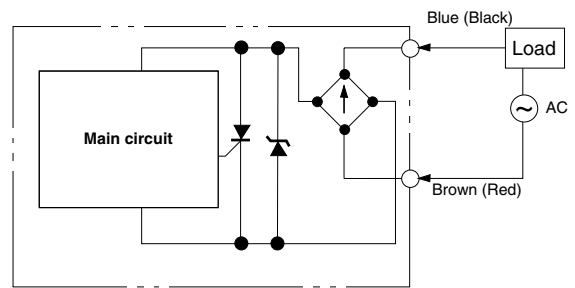 Blue (Black)
Load
AC
Main circuit
Brown (Red)